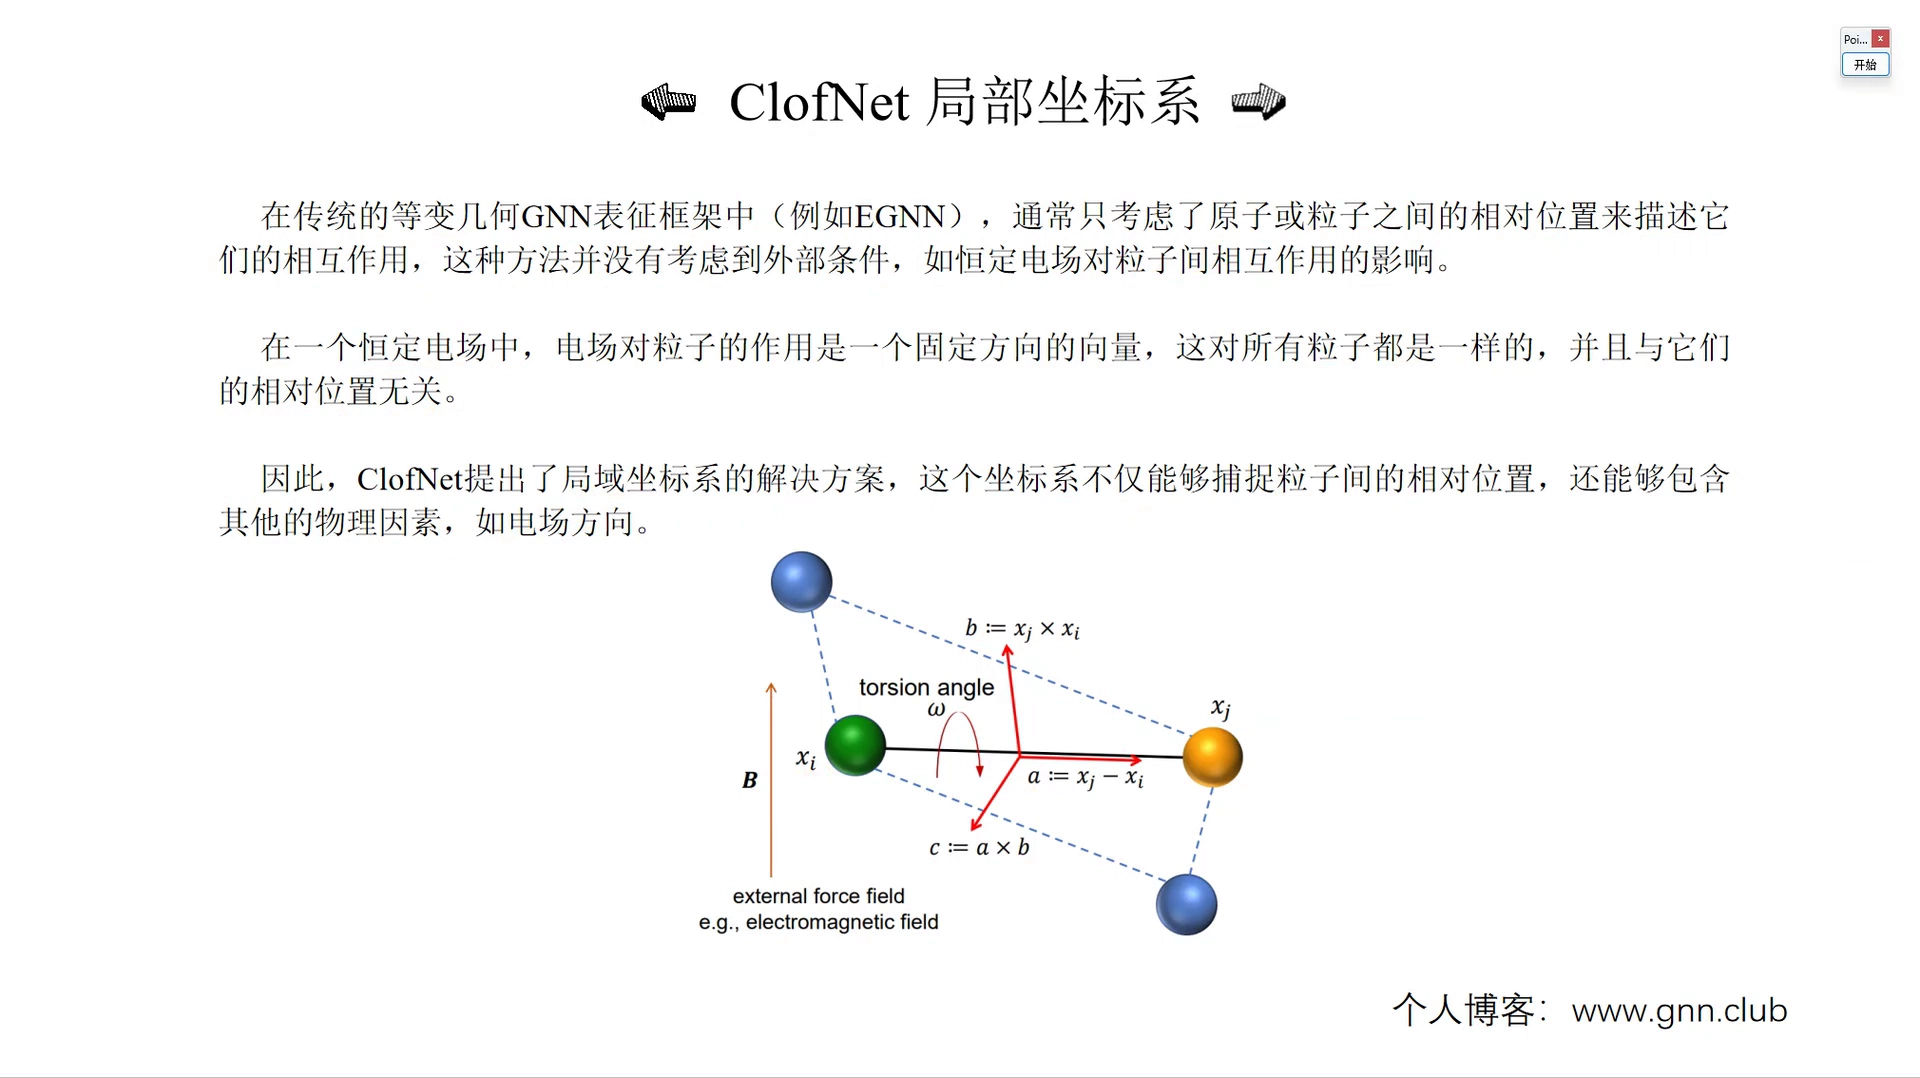 Poi...
x
开始
ClofNet 局部坐标系
在传统的等变几何GNN表征框架中（例如EGNN），通常只考虑了原子或粒子之间的相对位置来描述它
们的相互作用，这种方法并没有考虑到外部条件，如恒定电场对粒子间相互作用的影响。
在一个恒定电场中，电场对粒子的作用是一个固定方向的向量，这对所有粒子都是一样的，并且与它们
的相对位置无关。
因此，ClofNet提出了局域坐标系的解决方案，这个坐标系不仅能够捕捉粒子间的相对位置，还能够包含
其他的物理因素，如电场方向。
b ≔ xj × xi
torsion angle
ω
xj
xi
a ≔ xj − xi
B
c ≔ a × b
external force field
e.g., electromagnetic field
个人博客：www.gnn.club